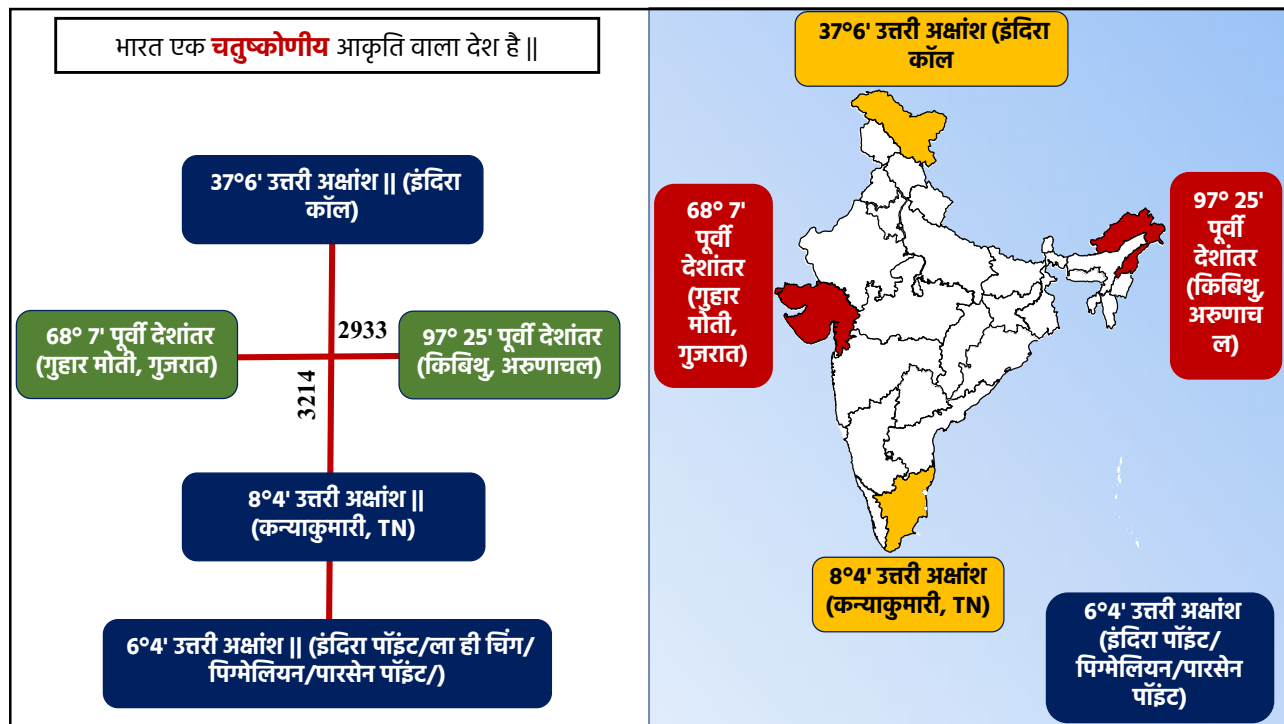 भारत एक चतुष्कोणीय आकृति वाला देश है ||
37°6' उत्तरी अक्षांश || (इंदिरा
कॉल)
68° 7' पूर्वी देशांतर
(गुहार मोती, गुजरात)
2933
97° 25' पूर्वी देशांतर
(किबिथु, अरुणाचल)
3214
8°4' उत्तरी अक्षांश ||
(कन्याकुमारी, TN)
6°4' उत्तरी अक्षांश || (इंदिरा पॉइंट/ला ही चिंग/
पिग्मेलियन/पारसेन पॉइंट/)
37°6' उत्तरी अक्षांश (इंदिरा
कॉल
68° 7'
पूर्वी
देशांतर
(गुहार
मोती,
गुजरात)
97° 25'
पूर्वी
देशांतर
(किबिथु,
अरुणाच
ल)
8°4' उत्तरी अक्षांश
(कन्याकुमारी, TN)
6°4' उत्तरी अक्षांश
(इंदिरा पॉइंट/
पिग्मेलियन/पारसेन
पॉइंट)